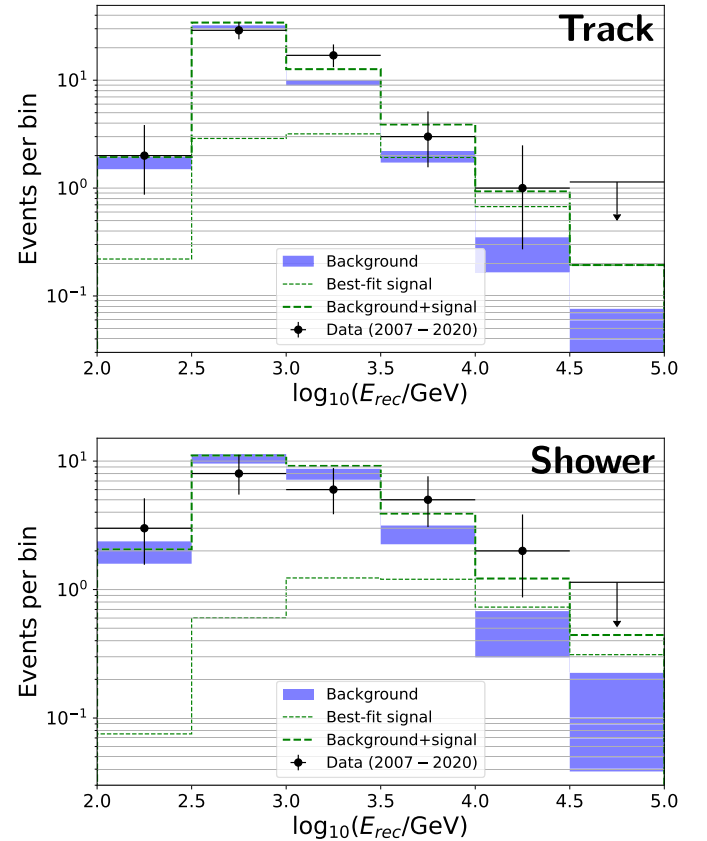 Track
Events per bin
10¹
10⁰
10⁻¹
Background
Best-fit signal
Background+signal
Data (2007 − 2020)
2.0 2.5 3.0 3.5 4.0 4.5 5.0
log₁₀(E_rec/GeV)
Shower
Events per bin
10¹
10⁰
10⁻¹
Background
Best-fit signal
Background+signal
Data (2007 − 2020)
2.0 2.5 3.0 3.5 4.0 4.5 5.0
log₁₀(E_rec/GeV)